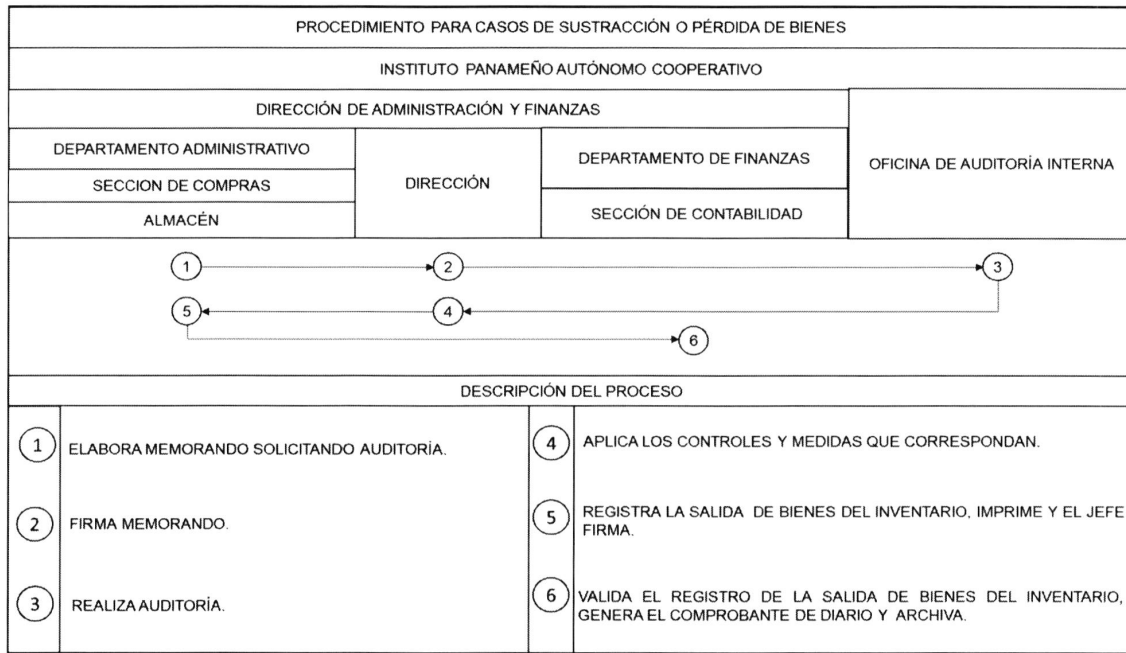 PROCEDIMIENTO PARA CASOS DE SUSTRACCIÓN O PÉRDIDA DE BIENES
INSTITUTO PANAMEÑO AUTÓNOMO COOPERATIVO
DIRECCIÓN DE ADMINISTRACIÓN Y FINANZAS
OFICINA DE AUDITORÍA INTERNA
DEPARTAMENTO ADMINISTRATIVO
SECCION DE COMPRAS
ALMACÉN
DIRECCIÓN
DEPARTAMENTO DE FINANZAS
SECCIÓN DE CONTABILIDAD
1
2
3
5
4
6
DESCRIPCIÓN DEL PROCESO
1 ELABORA MEMORANDO SOLICITANDO AUDITORÍA.
2 FIRMA MEMORANDO.
3 REALIZA AUDITORÍA.
4 APLICA LOS CONTROLES Y MEDIDAS QUE CORRESPONDAN.
5 REGISTRA LA SALIDA DE BIENES DEL INVENTARIO, IMPRIME Y EL JEFE
FIRMA.
6 VALIDA EL REGISTRO DE LA SALIDA DE BIENES DEL INVENTARIO,
GENERA EL COMPROBANTE DE DIARIO Y ARCHIVA.